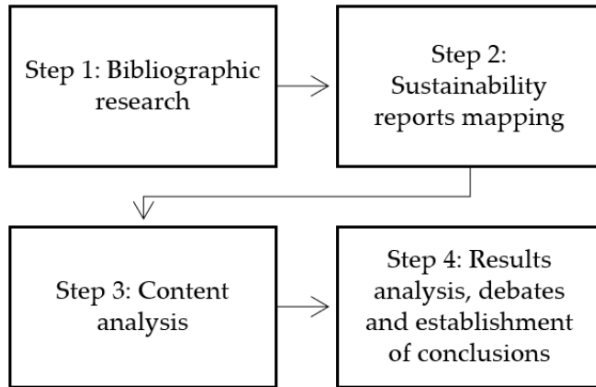 Step 1: Bibliographic
research
Step 2:
Sustainability
reports mapping
Step 3: Content
analysis
Step 4: Results
analysis, debates
and establishment
of conclusions